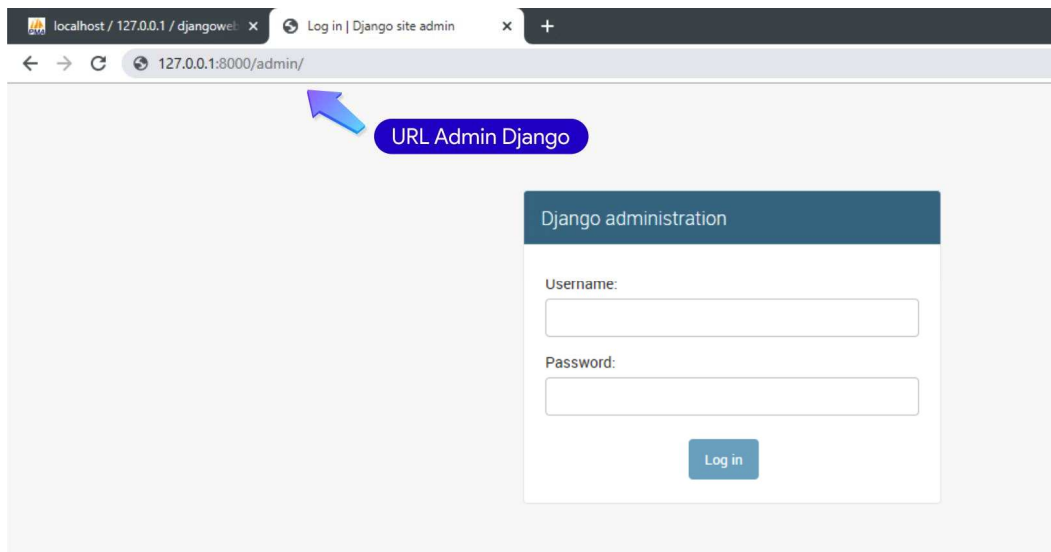 localhost / 127.0.0.1 / djangoweb
Log in | Django site admin
127.0.0.1:8000/admin/
URL Admin Django
Django administration
Username:
Password:
Log in